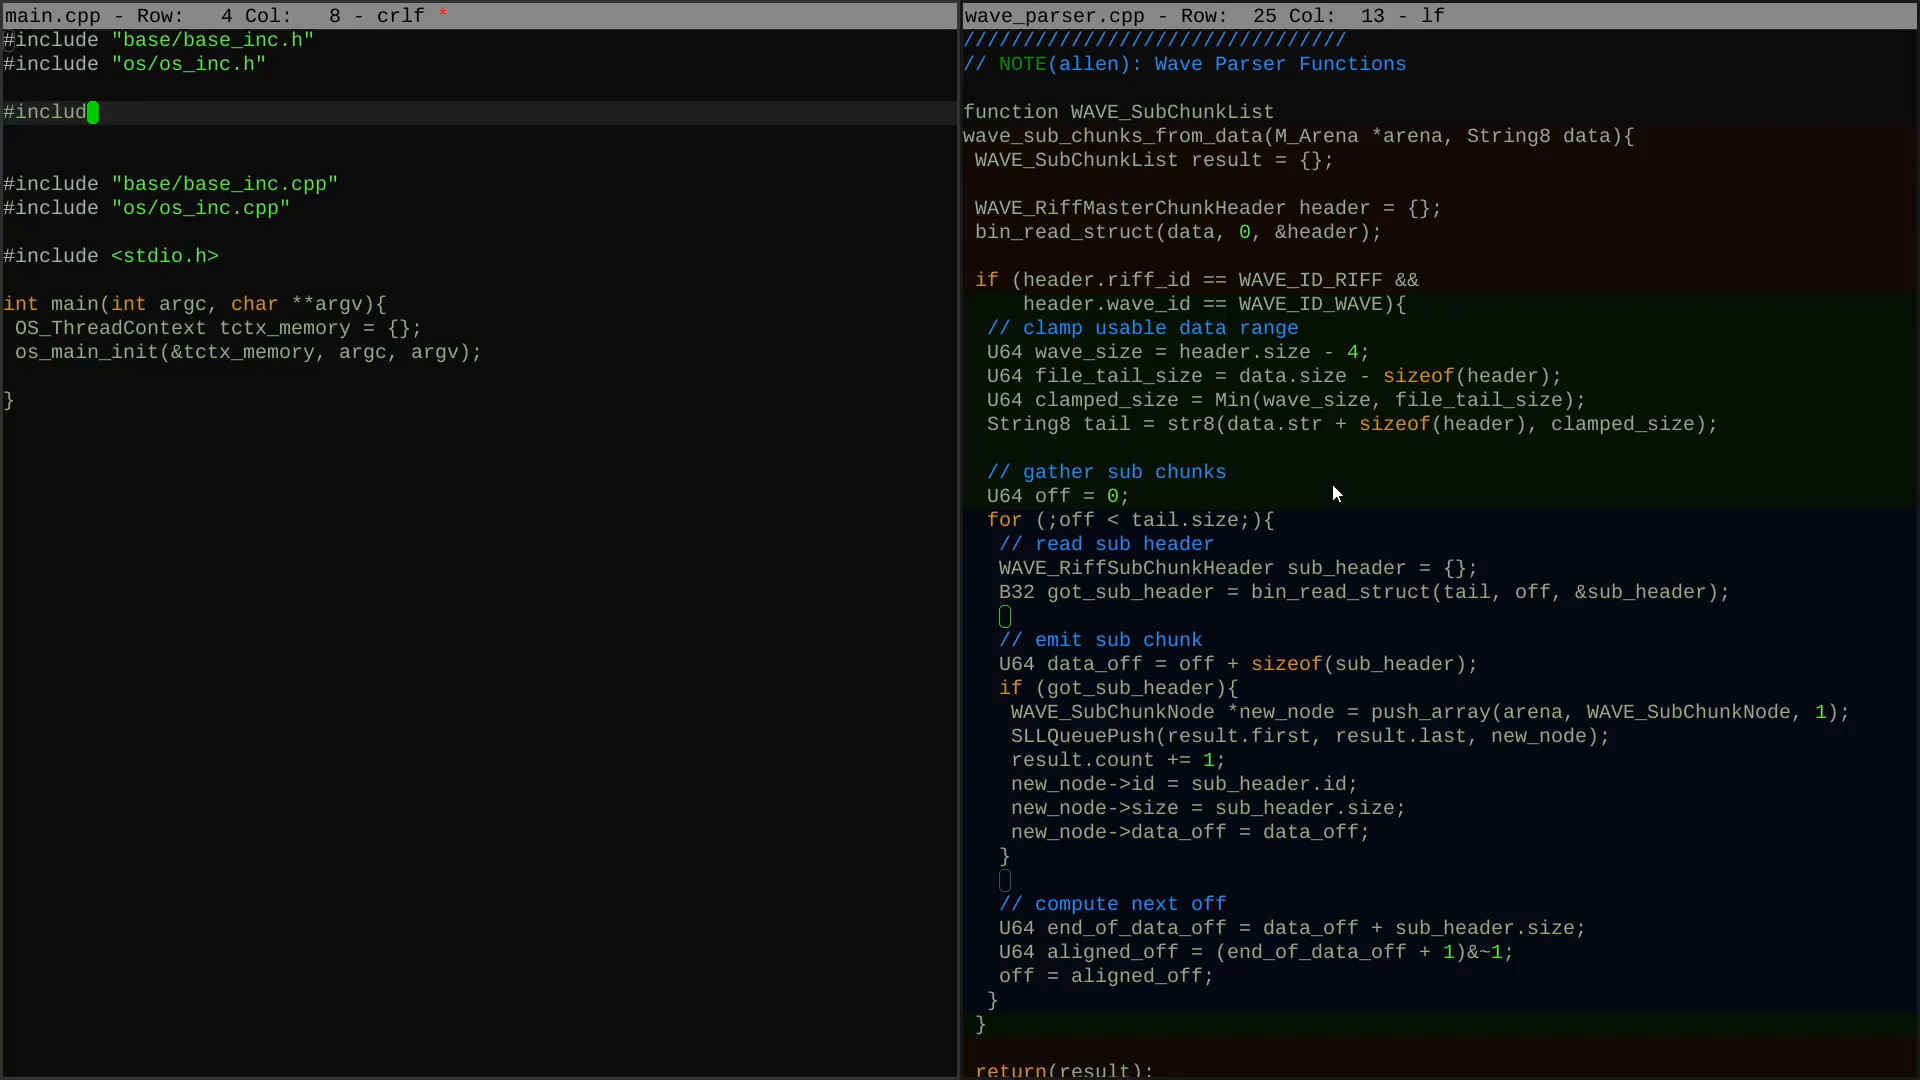 main.cpp - Row:   4 Col:   8 - crlf *
#include "base/base_inc.h"
#include "os/os_inc.h"
#includ
#include "base/base_inc.cpp"
#include "os/os_inc.cpp"
#include <stdio.h>
int main(int argc, char **argv){
 OS_ThreadContext tctx_memory = {};
 os_main_init(&tctx_memory, argc, argv);
}
wave_parser.cpp - Row:  25 Col:  13 - lf
////////////////////////////////
// NOTE(allen): Wave Parser Functions
function WAVE_SubChunkList
wave_sub_chunks_from_data(M_Arena *arena, String8 data){
 WAVE_SubChunkList result = {};
 WAVE_RiffMasterChunkHeader header = {};
 bin_read_struct(data, 0, &header);
 if (header.riff_id == WAVE_ID_RIFF &&
     header.wave_id == WAVE_ID_WAVE){
  // clamp usable data range
  U64 wave_size = header.size - 4;
  U64 file_tail_size = data.size - sizeof(header);
  U64 clamped_size = Min(wave_size, file_tail_size);
  String8 tail = str8(data.str + sizeof(header), clamped_size);
  // gather sub chunks
  U64 off = 0;
  for (;off < tail.size;){
   // read sub header
   WAVE_RiffSubChunkHeader sub_header = {};
   B32 got_sub_header = bin_read_struct(tail, off, &sub_header);
   // emit sub chunk
   U64 data_off = off + sizeof(sub_header);
   if (got_sub_header){
    WAVE_SubChunkNode *new_node = push_array(arena, WAVE_SubChunkNode, 1);
    SLLQueuePush(result.first, result.last, new_node);
    result.count += 1;
    new_node->id = sub_header.id;
    new_node->size = sub_header.size;
    new_node->data_off = data_off;
   }
   // compute next off
   U64 end_of_data_off = data_off + sub_header.size;
   U64 aligned_off = (end_of_data_off + 1)&~1;
   off = aligned_off;
  }
 }
 return(result);